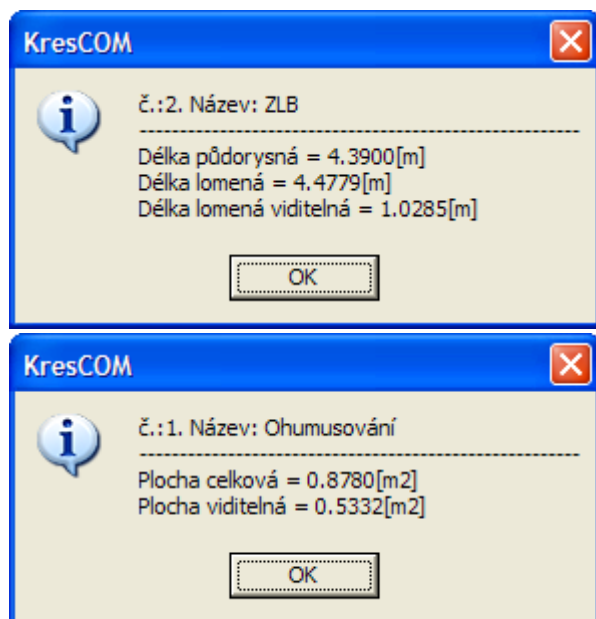 KresCOM
č.:2. Název: ZLB
------------------------------------------------------------
Délka půdorysná = 4.3900[m]
Délka lomená = 4.4779[m]
Délka lomená viditelná = 1.0285[m]
OK
KresCOM
č.:1. Název: Ohumusování
------------------------------------------------------------
Plocha celková = 0.8780[m2]
Plocha viditelná = 0.5332[m2]
OK